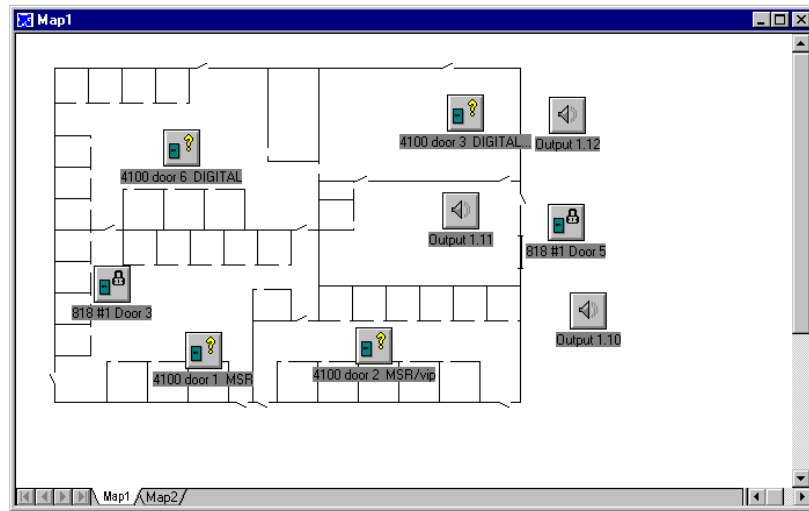 Map1
4100 door 3 DIGITAL...
Output 1.12
4100 door 6 DIGITAL
Output 1.11
818 #1 Door 5
818 #1 Door 3
Output 1.10
4100 door 1 MSR
4100 door 2 MSR/vip
Map1
Map2